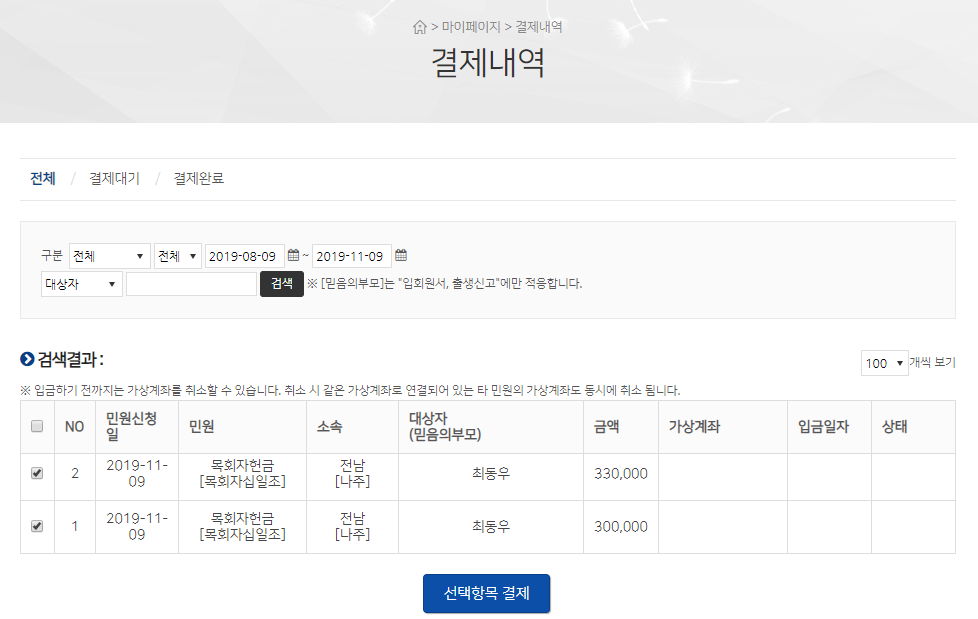 > 마이페이지 > 결제내역
결제내역
전체 / 결제대기 / 결제완료
구분 전체 전체 2019-08-09 ~ 2019-11-09
대상자 검색 ※ [믿음의부모]는 "입회원서, 출생신고"에만 적용합니다.
검색결과 :
100 개씩 보기
※ 입금하기 전까지는 가상계좌를 취소할 수 있습니다. 취소 시 같은 가상계좌로 연결되어 있는 타 민원의 가상계좌도 동시에 취소 됩니다.
NO 민원신청일 민원 소속 대상자 (믿음의부모) 금액 가상계좌 입금일자 상태
2 2019-11-09 목회자헌금 [목회자십일조] 전남 [나주] 최동우 330,000
1 2019-11-09 목회자헌금 [목회자십일조] 전남 [나주] 최동우 300,000
선택항목 결제